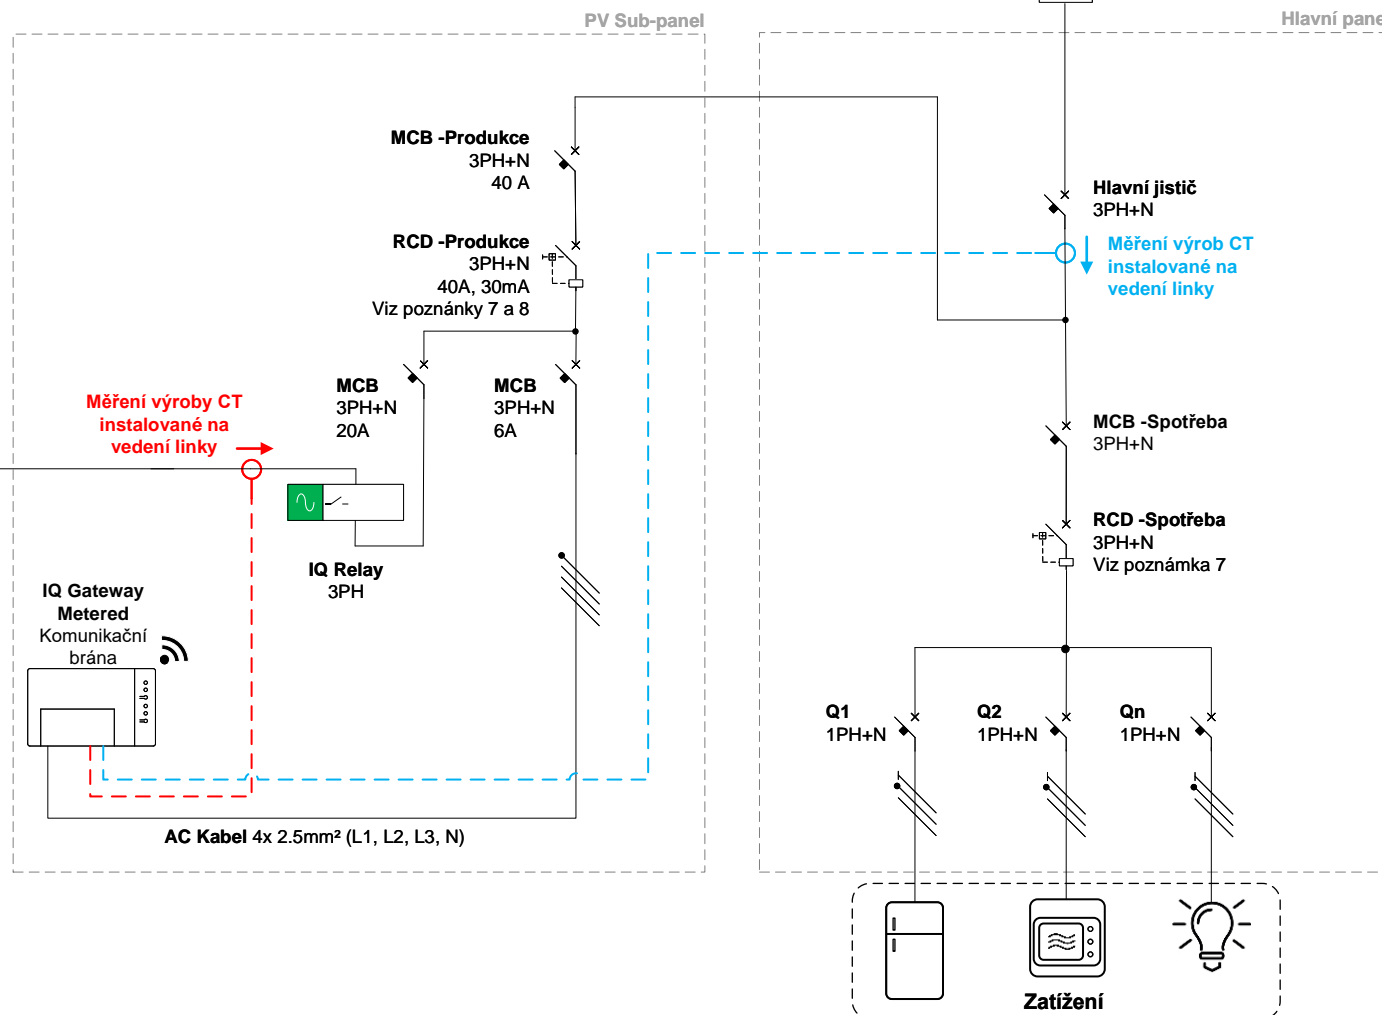 PV Sub-panel
Hlavní pane
MCB -Produkce
3PH+N
40 A
RCD -Produkce
3PH+N
40A, 30mA
Viz poznánky 7 a 8
MCB
3PH+N
20A
MCB
3PH+N
6A
Měření výroby CT
instalované na
vedení linky
IQ Relay
3PH
IQ Gateway
Metered
Komunikační
brána
AC Kabel 4x 2.5mm² (L1, L2, L3, N)
Hlavní jistič
3PH+N
Měření výrob CT
instalované na
vedení linky
MCB -Spotřeba
3PH+N
RCD -Spotřeba
3PH+N
Viz poznámka 7
Q1
1PH+N
Q2
1PH+N
Qn
1PH+N
Zatížení